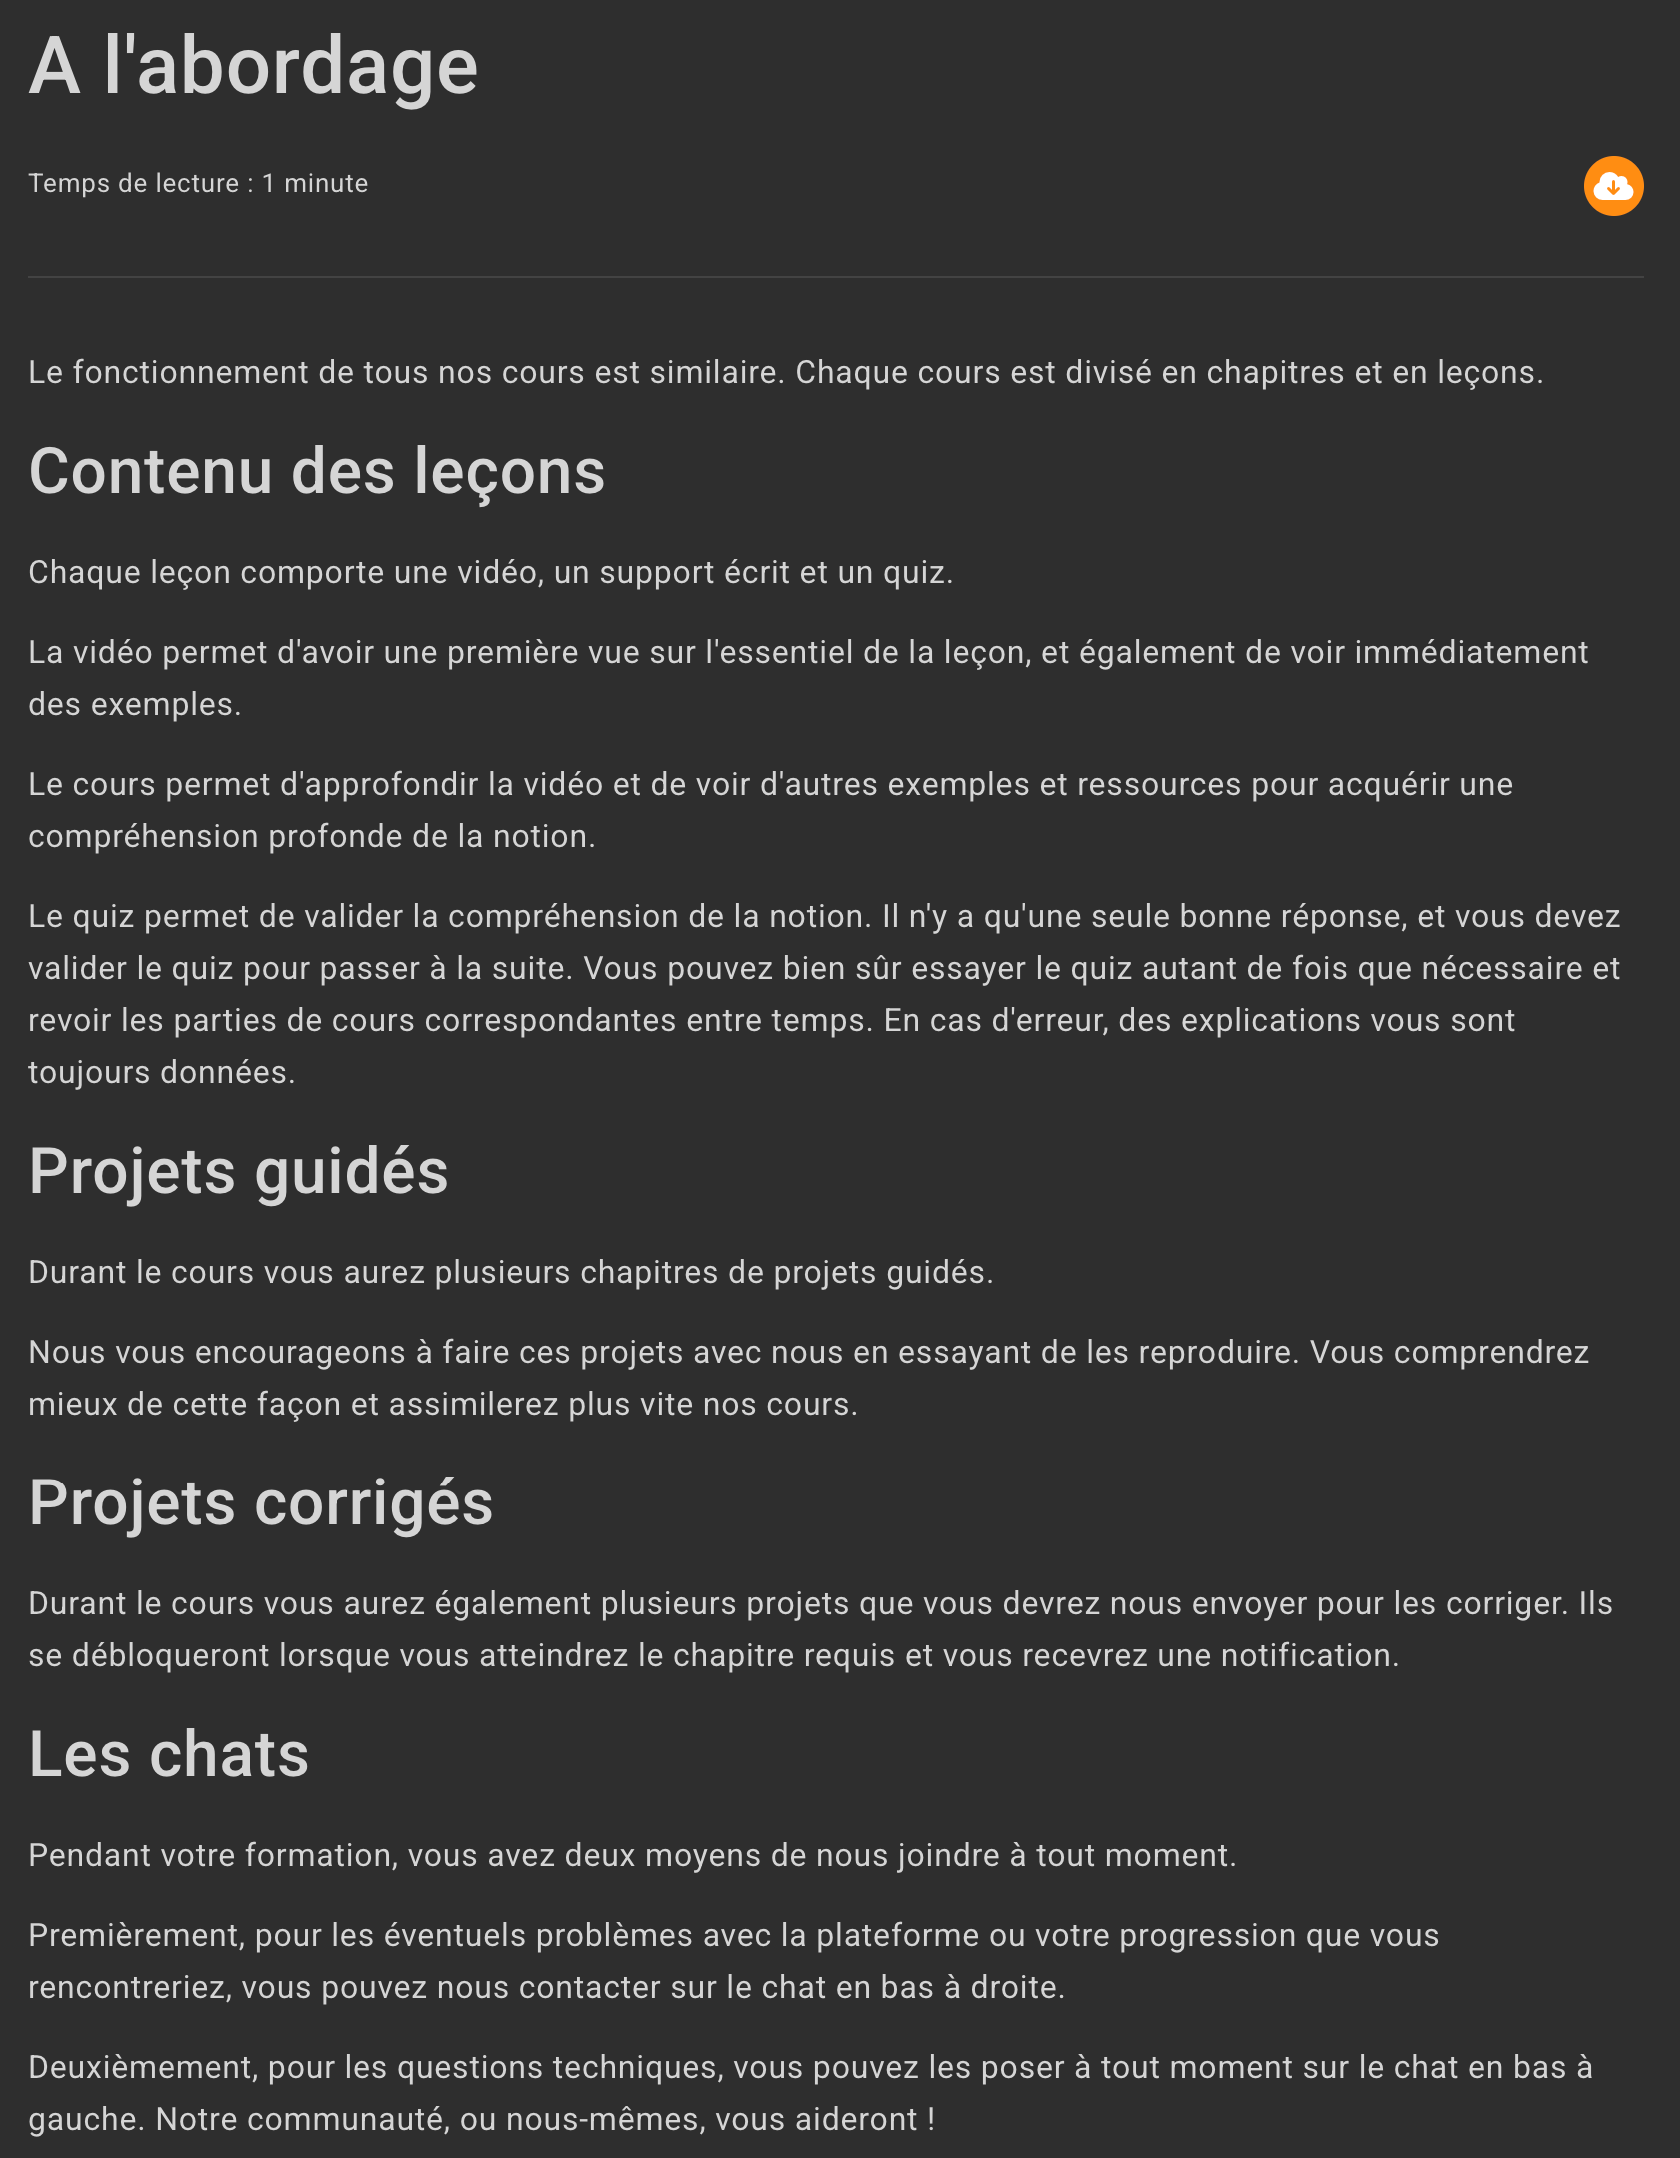 A l'abordage
Temps de lecture : 1 minute
Le fonctionnement de tous nos cours est similaire. Chaque cours est divisé en chapitres et en leçons.
Contenu des leçons
Chaque leçon comporte une vidéo, un support écrit et un quiz.
La vidéo permet d'avoir une première vue sur l'essentiel de la leçon, et également de voir immédiatement
des exemples.
Le cours permet d'approfondir la vidéo et de voir d'autres exemples et ressources pour acquérir une
compréhension profonde de la notion.
Le quiz permet de valider la compréhension de la notion. Il n'y a qu'une seule bonne réponse, et vous devez
valider le quiz pour passer à la suite. Vous pouvez bien sûr essayer le quiz autant de fois que nécessaire et
revoir les parties de cours correspondantes entre temps. En cas d'erreur, des explications vous sont
toujours données.
Projets guidés
Durant le cours vous aurez plusieurs chapitres de projets guidés.
Nous vous encourageons à faire ces projets avec nous en essayant de les reproduire. Vous comprendrez
mieux de cette façon et assimilerez plus vite nos cours.
Projets corrigés
Durant le cours vous aurez également plusieurs projets que vous devrez nous envoyer pour les corriger. Ils
se débloqueront lorsque vous atteindrez le chapitre requis et vous recevrez une notification.
Les chats
Pendant votre formation, vous avez deux moyens de nous joindre à tout moment.
Premièrement, pour les éventuels problèmes avec la plateforme ou votre progression que vous
rencontreriez, vous pouvez nous contacter sur le chat en bas à droite.
Deuxièmement, pour les questions techniques, vous pouvez les poser à tout moment sur le chat en bas à
gauche. Notre communauté, ou nous-mêmes, vous aideront !